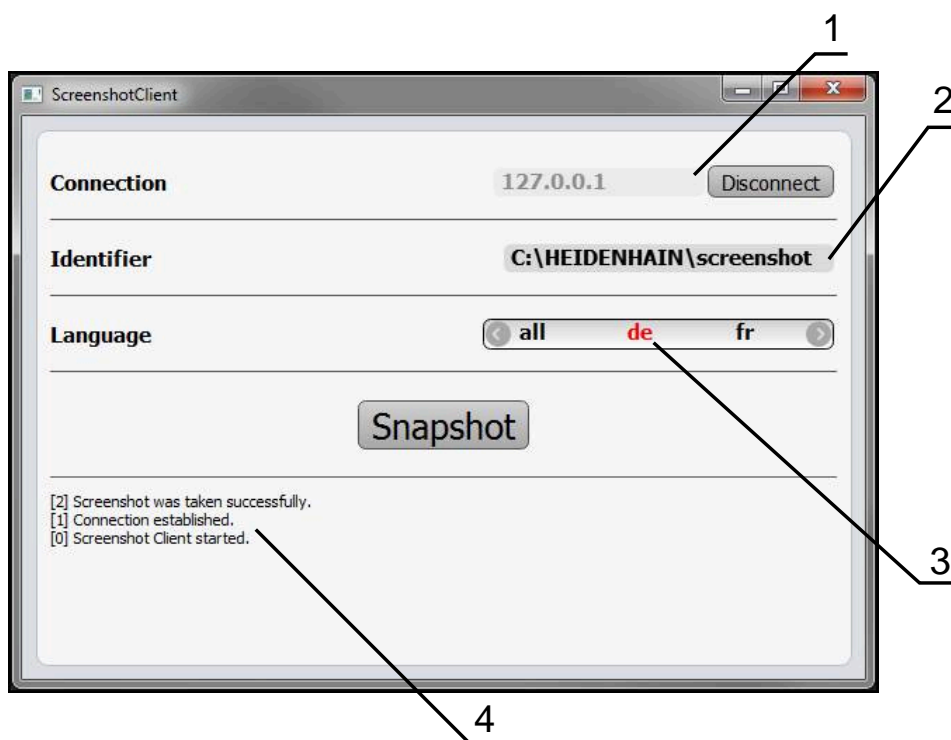 1
ScreenshotClient
2
Connection 127.0.0.1 Disconnect
Identifier C:\HEIDENHAIN\screenshot
Language all de fr
Snapshot
[2] Screenshot was taken successfully.
[1] Connection established.
[0] Screenshot Client started.
3
4